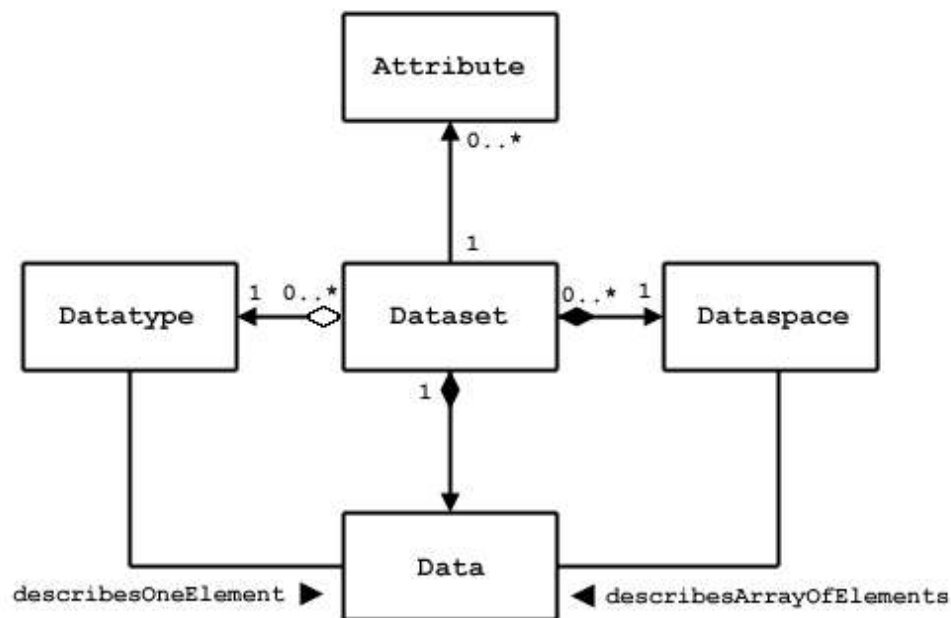 Attribute
0..*
1
Datatype
1 0..*
Dataset
0..* 1
Dataspace
1
Data
describesOneElement ►
◄ describesArrayOfElements